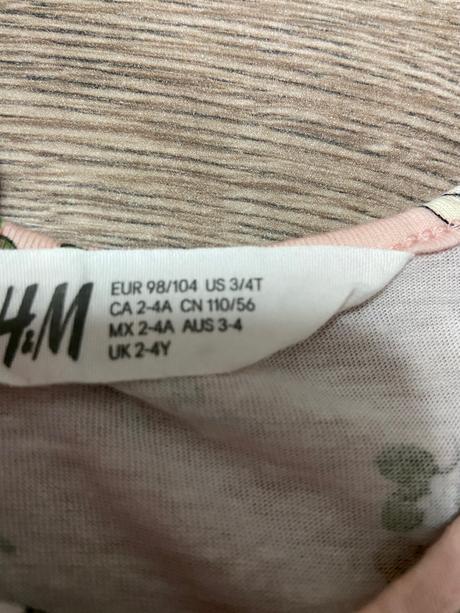 H&M
EUR 98/104 US 3/4T
CA 2-4A CN 110/56
MX 2-4A AUS 3-4
UK 2-4Y